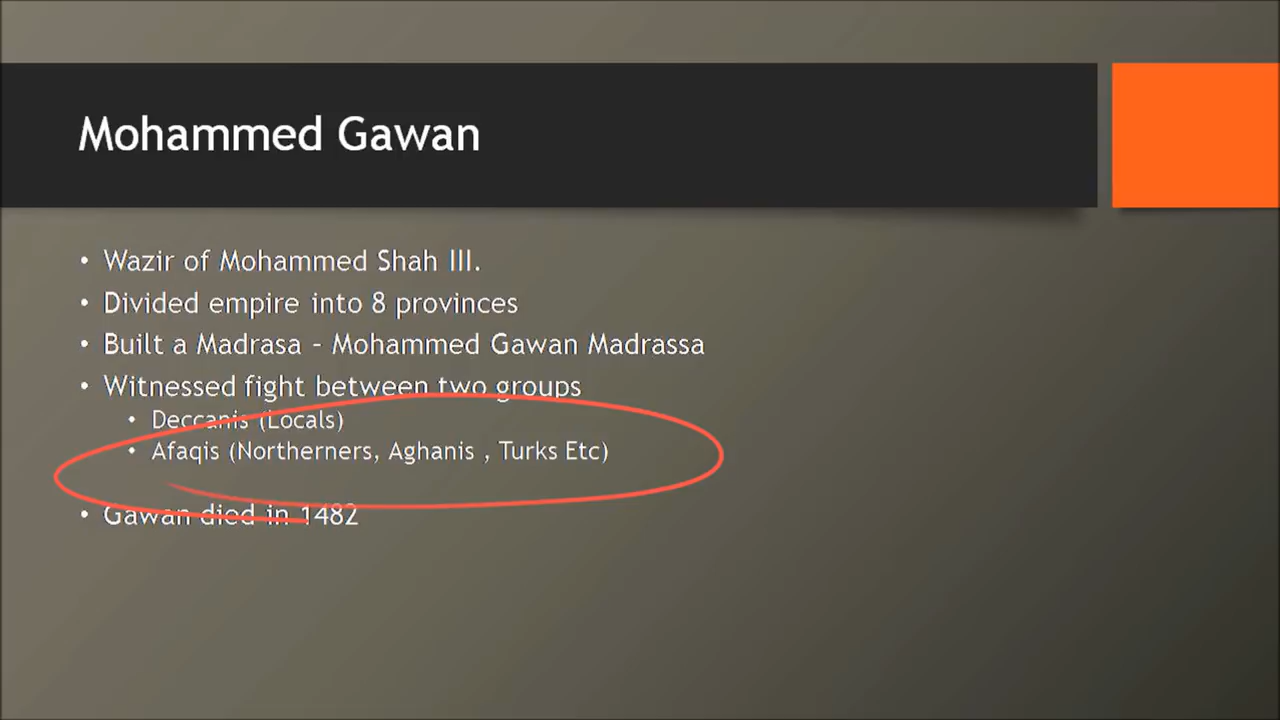 Mohammed Gawan
• Wazir of Mohammed Shah III.
• Divided empire into 8 provinces
• Built a Madrasa – Mohammed Gawan Madrassa
• Witnessed fight between two groups
• Deccanis (Locals)
• Afaqis (Northerners, Aghanis , Turks Etc)
• Gawan died in 1482